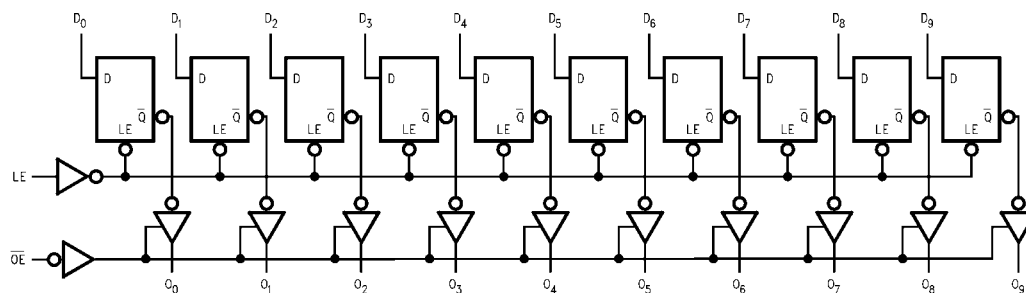 D0 D1 D2 D3 D4 D5 D6 D7 D8 D9
D D D D D D D D D D
Q̅ Q̅ Q̅ Q̅ Q̅ Q̅ Q̅ Q̅ Q̅ Q̅
LE LE LE LE LE LE LE LE LE LE
LE
O̅E̅
O0 O1 O2 O3 O4 O5 O6 O7 O8 O9